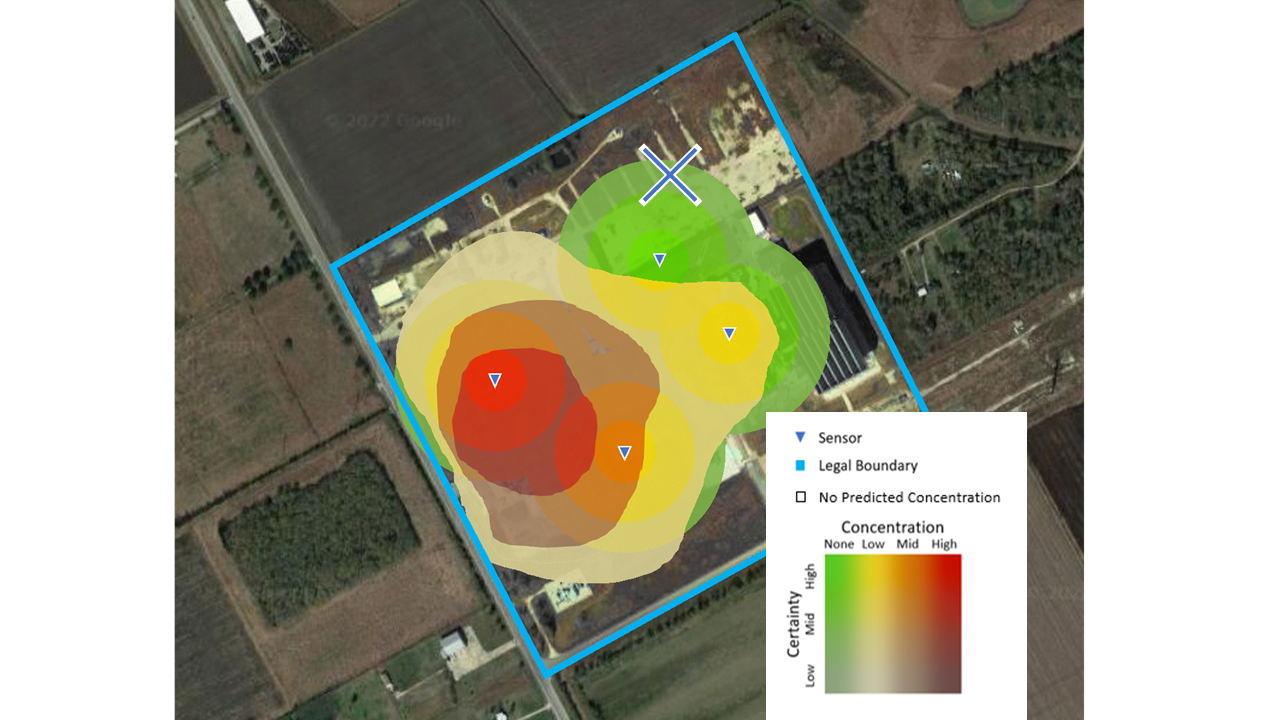 © 2022 Google
Sensor
Legal Boundary
No Predicted Concentration
Concentration
None Low Mid High
Certainty
High
Mid
Low